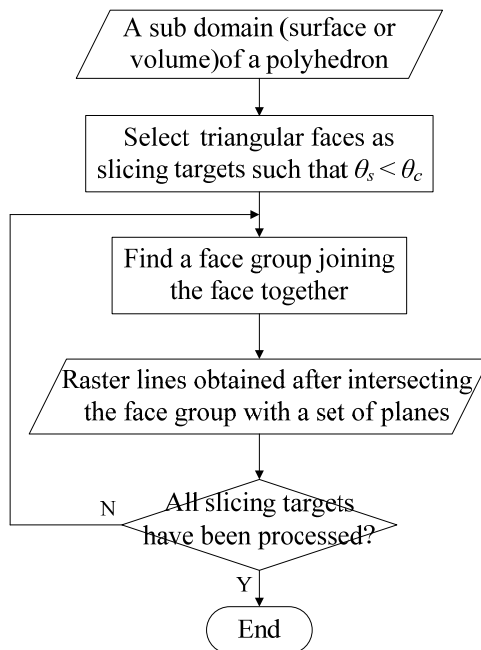 A sub domain (surface or
volume)of a polyhedron
Select triangular faces as
slicing targets such that θs < θc
Find a face group joining
the face together
Raster lines obtained after intersecting
the face group with a set of planes
All slicing targets
have been processed?
N
Y
End